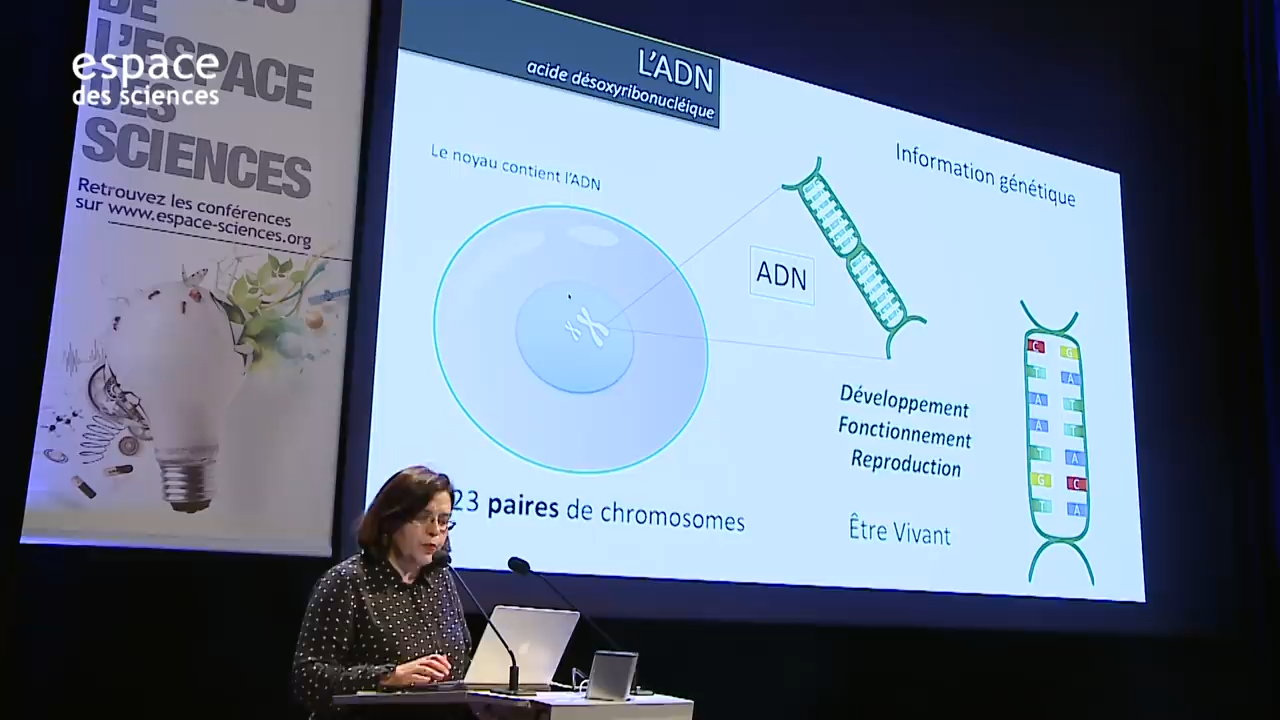 DE
L'ESPACE
DES
SCIENCES
Retrouvez les conférences
sur www.espace-sciences.org
espace
des sciences
L'ADN
acide désoxyribonucléique
Le noyau contient l'ADN
Information génétique
ADN
Développement
Fonctionnement
Reproduction
Être Vivant
23 paires de chromosomes
C G
T A
A T
A T
T A
G C
T A